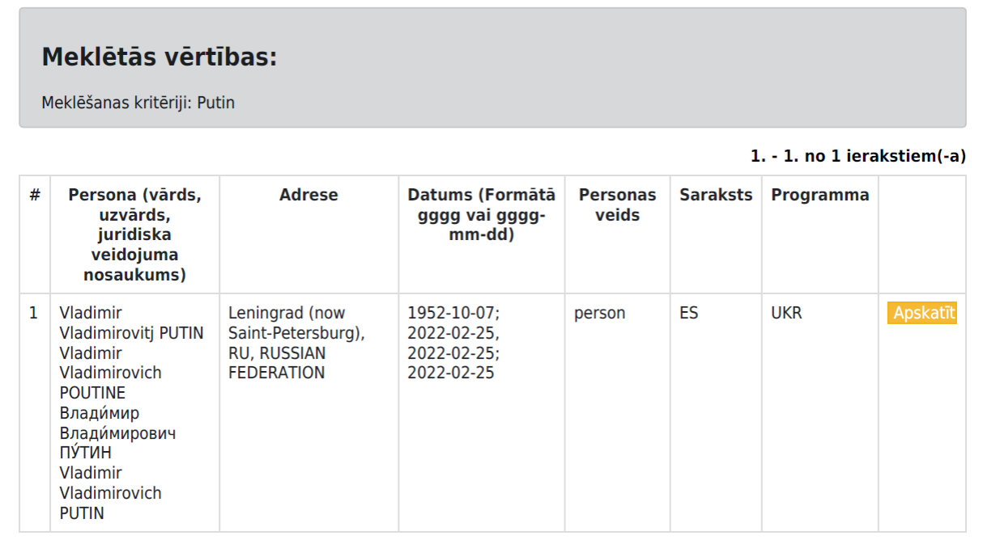 Meklētās vērtības:
Meklēšanas kritēriji: Putin
1. - 1. no 1 ierakstiem(-a)
#
Persona (vārds,
uzvārds,
juridiska
veidojuma
nosaukums)
Adrese
Datums (Formātā
gggg vai gggg-
mm-dd)
Personas
veids
Saraksts
Programma
1
Vladimir
Vladimirovitj PUTIN
Vladimir
Vladimirovich
POUTINE
Влади́мир
Влади́мирович
ПУ́ТИН
Vladimir
Vladimirovich
PUTIN
Leningrad (now
Saint-Petersburg),
RU, RUSSIAN
FEDERATION
1952-10-07;
2022-02-25,
2022-02-25;
2022-02-25
person
ES
UKR
Apskatīt